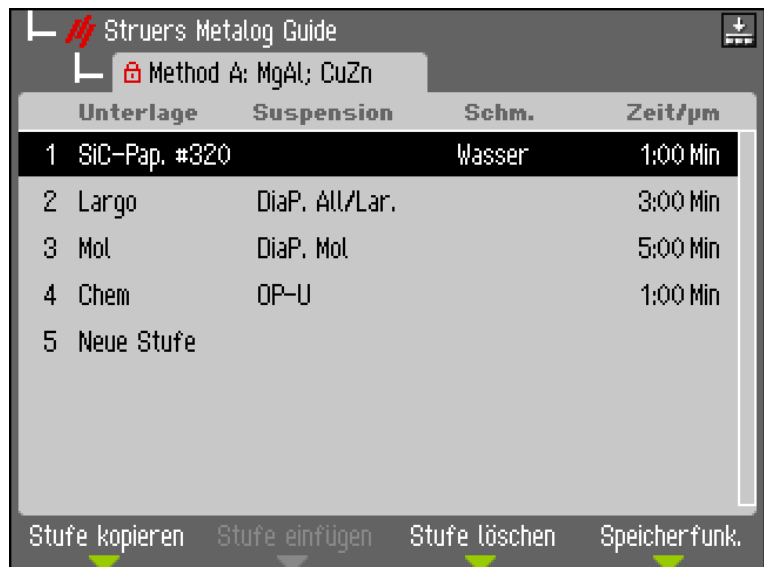 Struers Metalog Guide
Method A: MgAl; CuZn
Unterlage Suspension Schm. Zeit/µm
1 SiC-Pap. #320 Wasser 1:00 Min
2 Largo DiaP. All/Lar. 3:00 Min
3 Mol DiaP. Mol 5:00 Min
4 Chem OP-U 1:00 Min
5 Neue Stufe
Stufe kopieren Stufe einfügen Stufe löschen Speicherfunk.